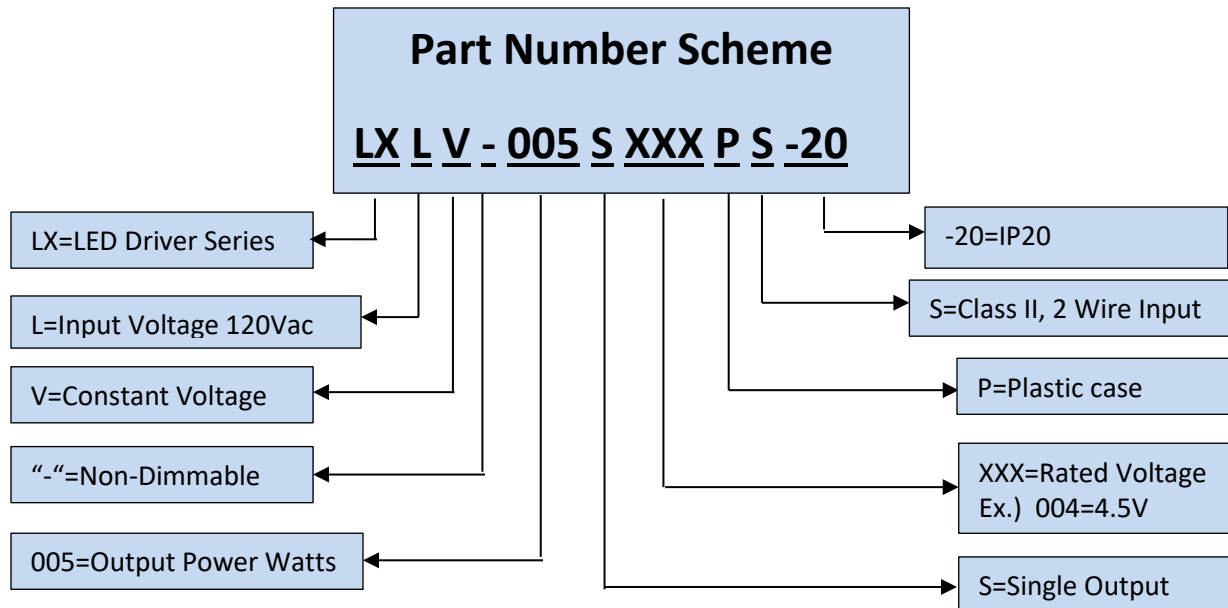 Part Number Scheme
LX L V - 005 S XXX P S -20
LX=LED Driver Series
L=Input Voltage 120Vac
V=Constant Voltage
“-“=Non-Dimmable
005=Output Power Watts
-20=IP20
S=Class II, 2 Wire Input
P=Plastic case
XXX=Rated Voltage
Ex.) 004=4.5V
S=Single Output